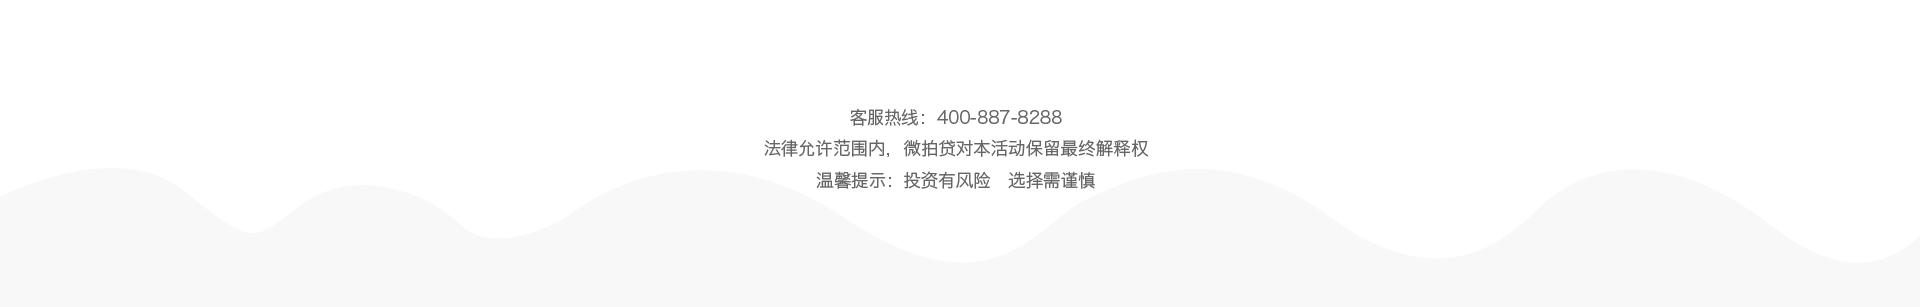 客服热线：400-887-8288
法律允许范围内，微拍贷对本活动保留最终解释权
温馨提示：投资有风险　选择需谨慎